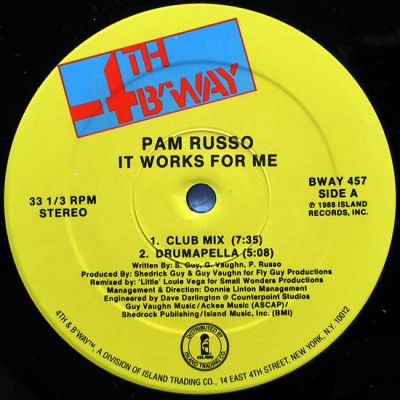 4TH
B'WAY
PAM RUSSO
IT WORKS FOR ME
33 1/3 RPM
STEREO
BWAY 457
SIDE A
℗ 1988 ISLAND
RECORDS, INC.
1. CLUB MIX (7:35)
2. DRUMAPELLA (5:08)
Written By: S. Guy, G. Vaughn, P. Russo
Produced By: Shedrick Guy & Guy Vaughn for Fly Guy Productions
Remixed by: 'Little' Louie Vega for Small Wonders Productions
Management & Direction: Donnie Linton Management
Engineered by Dave Darlington @ Counterpoint Studios
Guy Vaughn Music/Ackee Music (ASCAP)/
Shedrock Publishing/Island Music, Inc. (BMI)
DISTRIBUTED BY
ISLAND
ISLAND TRADING CO.
4TH & B'WAY™, A DIVISION OF ISLAND TRADING CO., 14 EAST 4TH STREET, NEW YORK, N.Y. 10012